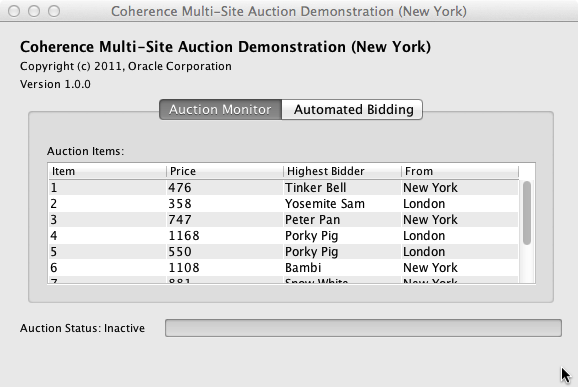 Coherence Multi-Site Auction Demonstration (New York)
Coherence Multi-Site Auction Demonstration (New York)
Copyright (c) 2011, Oracle Corporation
Version 1.0.0
Auction Monitor Automated Bidding
Auction Items:
Item Price Highest Bidder From
1 476 Tinker Bell New York
2 358 Yosemite Sam London
3 747 Peter Pan New York
4 1168 Porky Pig London
5 550 Porky Pig London
6 1108 Bambi New York
7 881 Snow White New York
Auction Status: Inactive